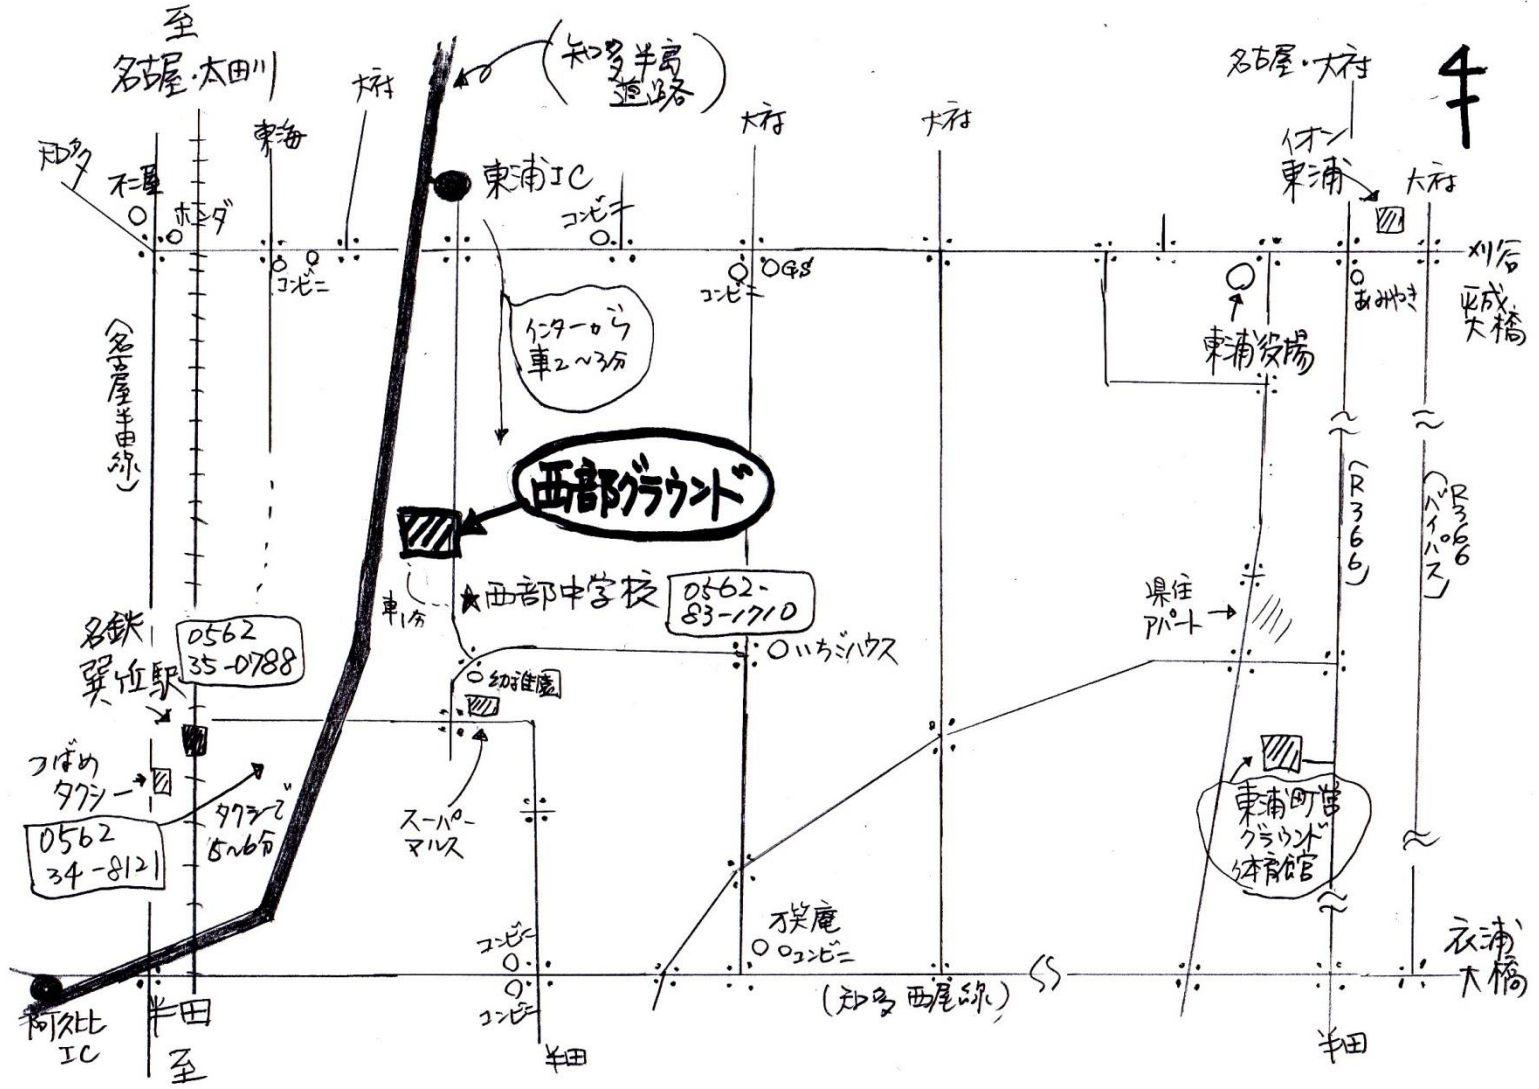 至
名古屋・太田川
大府
(知多半島
道路)
知多
不二屋
ホンダ
東海
東浦IC
コンビニ
大府
大府
名古屋・大府
イオン
東浦
大府
コンビニ
コンビニ
GS
あみやき
刈谷
平成
大橋
東浦役場
(名古屋半田線)
インターから
車2~3分
西部グラウンド
車1分
★西部中学校
0562-
83-1710
いちごハウス
(R366)
(R366
バイパス)
県住
アパート
名鉄
巽ヶ丘駅
0562
35-0788
幼稚園
つばめ
タクシー
0562
34-8121
タクシーで
5~6分
スーパー
マルス
東浦町営
グラウンド
体育館
コンビニ
コンビニ
不笑庵
コンビニ
(知多西尾線)
衣浦
大橋
阿久比
IC
半田
至
半田
半田